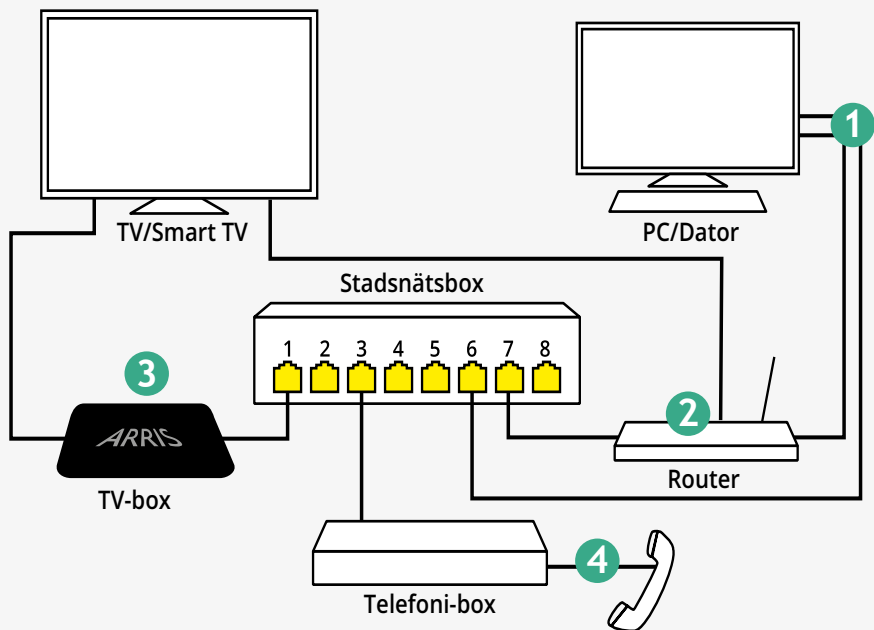 1
TV/Smart TV
PC/Dator
Stadsnätsbox
1 2 3 4 5 6 7 8
3
ARRIS
2
TV-box
Router
4
Telefoni-box